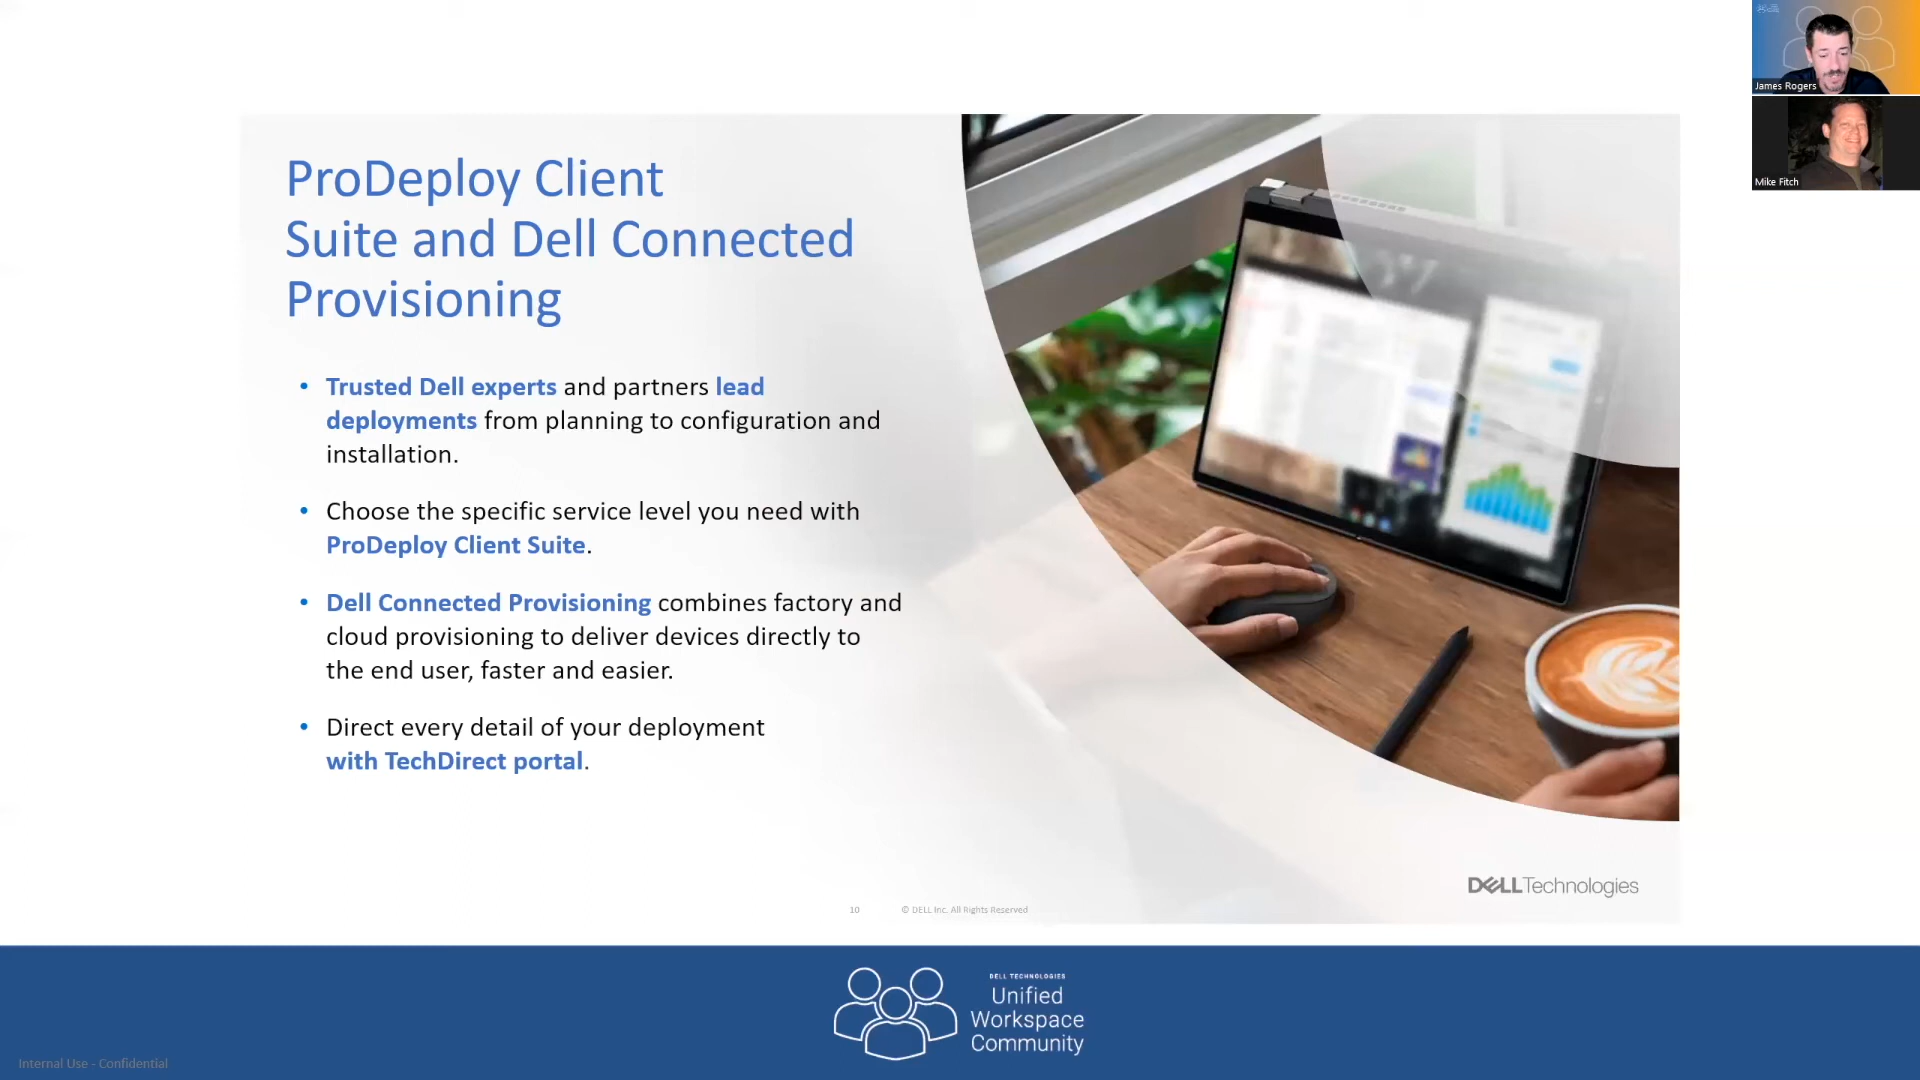 James Rogers
Mike Fitch
ProDeploy Client
Suite and Dell Connected
Provisioning
• Trusted Dell experts and partners lead
deployments from planning to configuration and
installation.
• Choose the specific service level you need with
ProDeploy Client Suite.
• Dell Connected Provisioning combines factory and
cloud provisioning to deliver devices directly to
the end user, faster and easier.
• Direct every detail of your deployment
with TechDirect portal.
DELLTechnologies
10 © DELL Inc. All Rights Reserved
DELL TECHNOLOGIES
Unified
Workspace
Community
Internal Use - Confidential